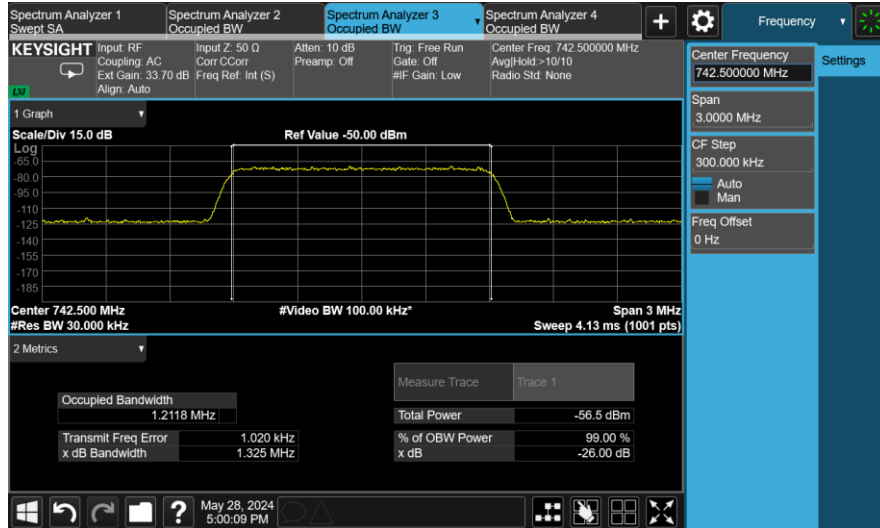 Spectrum Analyzer 1
Swept SA
Spectrum Analyzer 2
Occupied BW
Spectrum Analyzer 3
Occupied BW
Spectrum Analyzer 4
Occupied BW
+
Frequency
KEYSIGHT
Input: RF
Coupling: AC
Ext Gain: 33.70 dB
Align: Auto
Input Z: 50 Ω
Corr CCorr
Freq Ref: Int (S)
Atten: 10 dB
Preamp: Off
Trig: Free Run
Gate: Off
#IF Gain: Low
Center Freq: 742.500000 MHz
Avg|Hold:>10/10
Radio Std: None
LXI
1 Graph
Scale/Div 15.0 dB
Ref Value -50.00 dBm
Log
-65.0
-80.0
-95.0
-110
-125
-140
-155
-170
-185
Center 742.500 MHz
#Video BW 100.00 kHz*
Span 3 MHz
#Res BW 30.000 kHz
Sweep 4.13 ms (1001 pts)
2 Metrics
Measure Trace
Trace 1
Occupied Bandwidth
1.2118 MHz
Total Power
-56.5 dBm
Transmit Freq Error
1.020 kHz
% of OBW Power
99.00 %
x dB Bandwidth
1.325 MHz
x dB
-26.00 dB
Center Frequency
742.500000 MHz
Settings
Span
3.0000 MHz
CF Step
300.000 kHz
Auto
Man
Freq Offset
0 Hz
?
May 28, 2024
5:00:09 PM